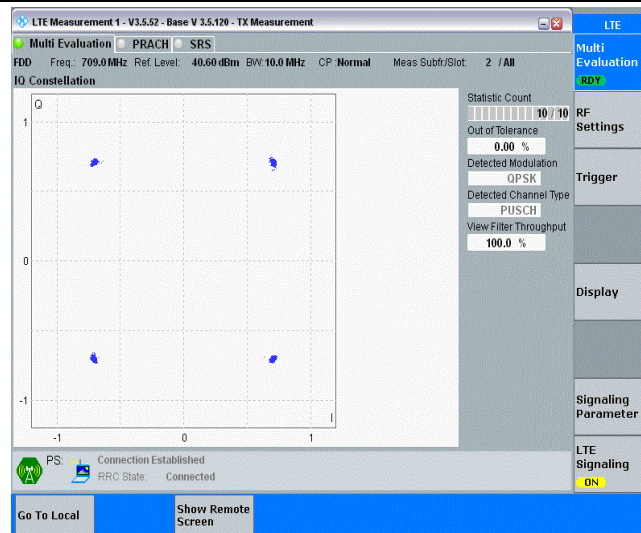 LTE Measurement 1 - V3.5.52 - Base V 3.5.120 - TX Measurement
LTE
Multi Evaluation PRACH SRS
FDD Freq.: 709.0 MHz Ref. Level: 40.60 dBm BW: 10.0 MHz CP: Normal Meas Subfr./Slot: 2 / All
IQ Constellation
Q
1
0
-1
-1 0 1
I
Statistic Count
10 / 10
Out of Tolerance
0.00 %
Detected Modulation
QPSK
Detected Channel Type
PUSCH
View Filter Throughput
100.0 %
Multi
Evaluation
RDY
RF
Settings
Trigger
Display
Signaling
Parameter
LTE
Signaling
ON
PS: Connection Established
RRC State: Connected
Go To Local
Show Remote
Screen